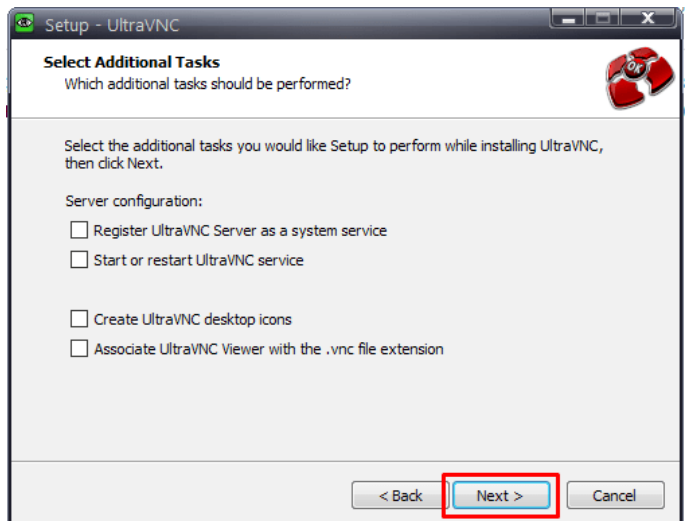 Setup - UltraVNC
Select Additional Tasks
Which additional tasks should be performed?
OK
Select the additional tasks you would like Setup to perform while installing UltraVNC,
then click Next.
Server configuration:
Register UltraVNC Server as a system service
Start or restart UltraVNC service
Create UltraVNC desktop icons
Associate UltraVNC Viewer with the .vnc file extension
< Back
Next >
Cancel